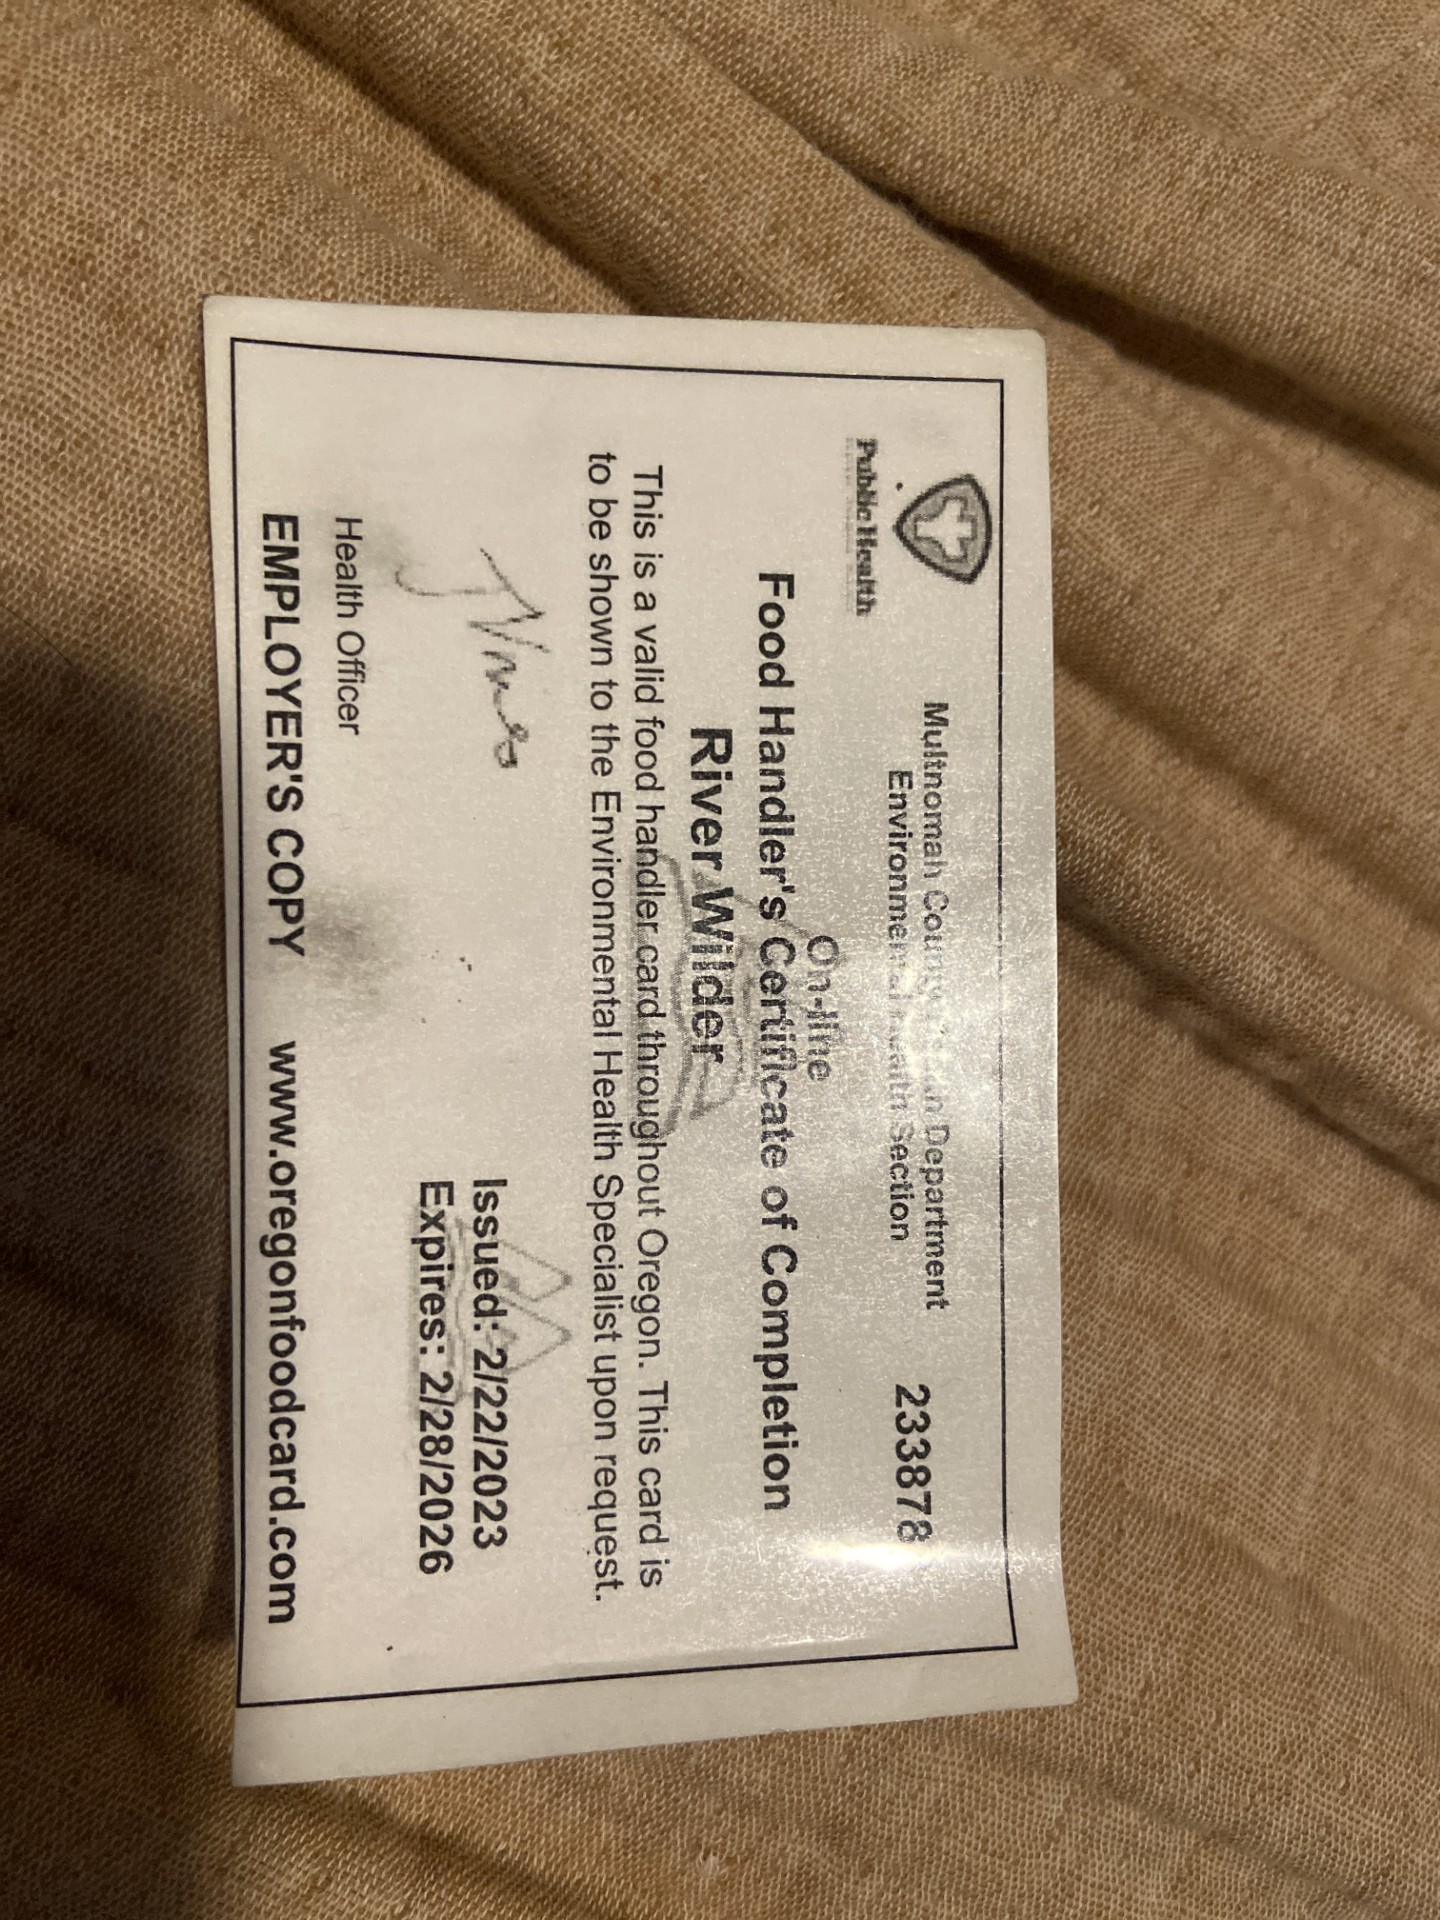 Multnomah County Health Department
Environmental Health Section
233878
Public Health
On-line
Food Handler's Certificate of Completion
River Wilder
This is a valid food handler card throughout Oregon. This card is
to be shown to the Environmental Health Specialist upon request.
Issued: 2/22/2023
Expires: 2/28/2026
Health Officer
EMPLOYER'S COPY www.oregonfoodcard.com